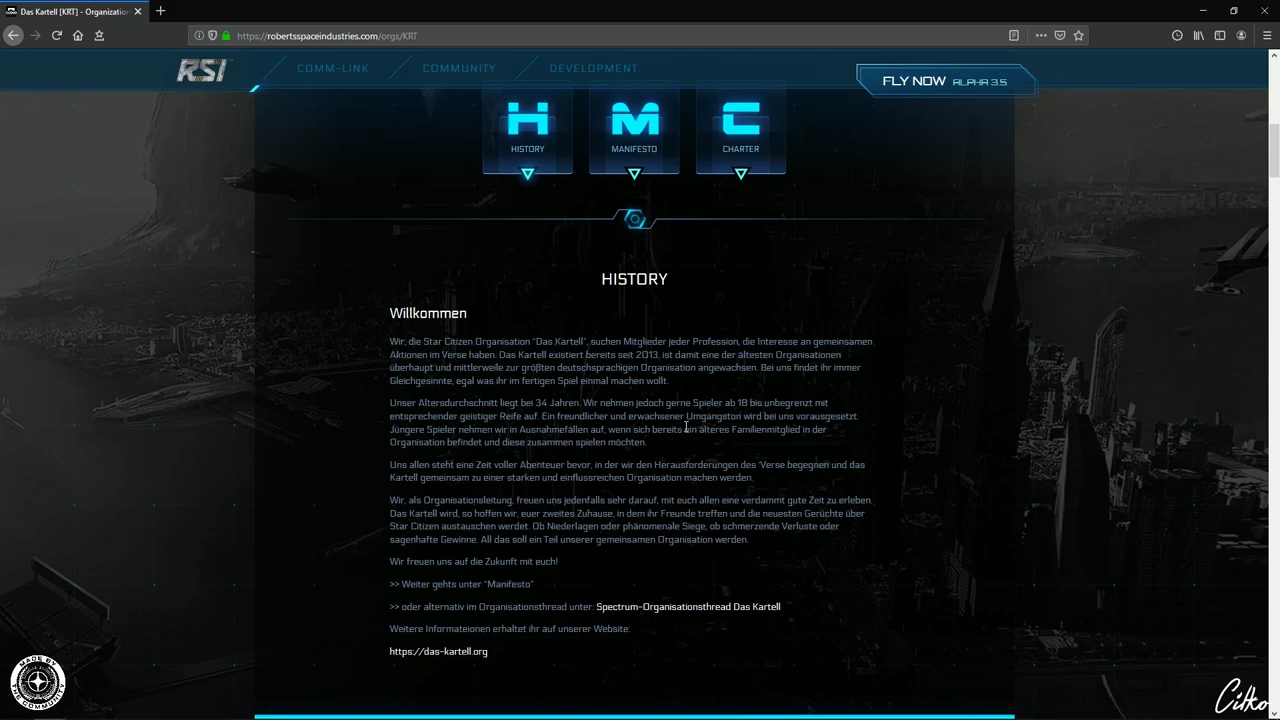 Das Kartell [KRT] - Organization
https://robertsspaceindustries.com/orgs/KRT
RSI
COMM-LINK
COMMUNITY
DEVELOPMENT
FLY NOW ALPHA 3.5
H
M
C
HISTORY
MANIFESTO
CHARTER
HISTORY
Willkommen
Wir, die Star Citizen Organisation "Das Kartell", suchen Mitglieder jeder Profession, die Interesse an gemeinsamen
Aktionen im Verse haben. Das Kartell existiert bereits seit 2013, ist damit eine der ältesten Organisationen
überhaupt und mittlerweile zur größten deutschsprachigen Organisation angewachsen. Bei uns findet ihr immer
Gleichgesinnte, egal was ihr im fertigen Spiel einmal machen wollt.
Unser Altersdurchschnitt liegt bei 34 Jahren. Wir nehmen jedoch gerne Spieler ab 18 bis unbegrenzt mit
entsprechender geistiger Reife auf. Ein freundlicher und erwachsener Umgangston wird bei uns vorausgesetzt.
Jüngere Spieler nehmen wir in Ausnahmefällen auf, wenn sich bereits ein älteres Familienmitglied in der
Organisation befindet und diese zusammen spielen möchten.
Uns allen steht eine Zeit voller Abenteuer bevor, in der wir den Herausforderungen des 'Verse begegnen und das
Kartell gemeinsam zu einer starken und einflussreichen Organisation machen werden.
Wir, als Organisationsleitung, freuen uns jedenfalls sehr darauf, mit euch allen eine verdammt gute Zeit zu erleben.
Das Kartell wird, so hoffen wir, euer zweites Zuhause, in dem ihr Freunde treffen und die neuesten Gerüchte über
Star Citizen austauschen werdet. Ob Niederlagen oder phänomenale Siege, ob schmerzende Verluste oder
sagenhafte Gewinne. All das soll ein Teil unserer gemeinsamen Organisation werden.
Wir freuen uns auf die Zukunft mit euch!
>> Weiter gehts unter "Manifesto"
>> oder alternativ im Organisationsthread unter: Spectrum-Organisationsthread Das Kartell
Weitere Informateionen erhaltet ihr auf unserer Website:
https://das-kartell.org
MADE BY
THE COMMUNITY